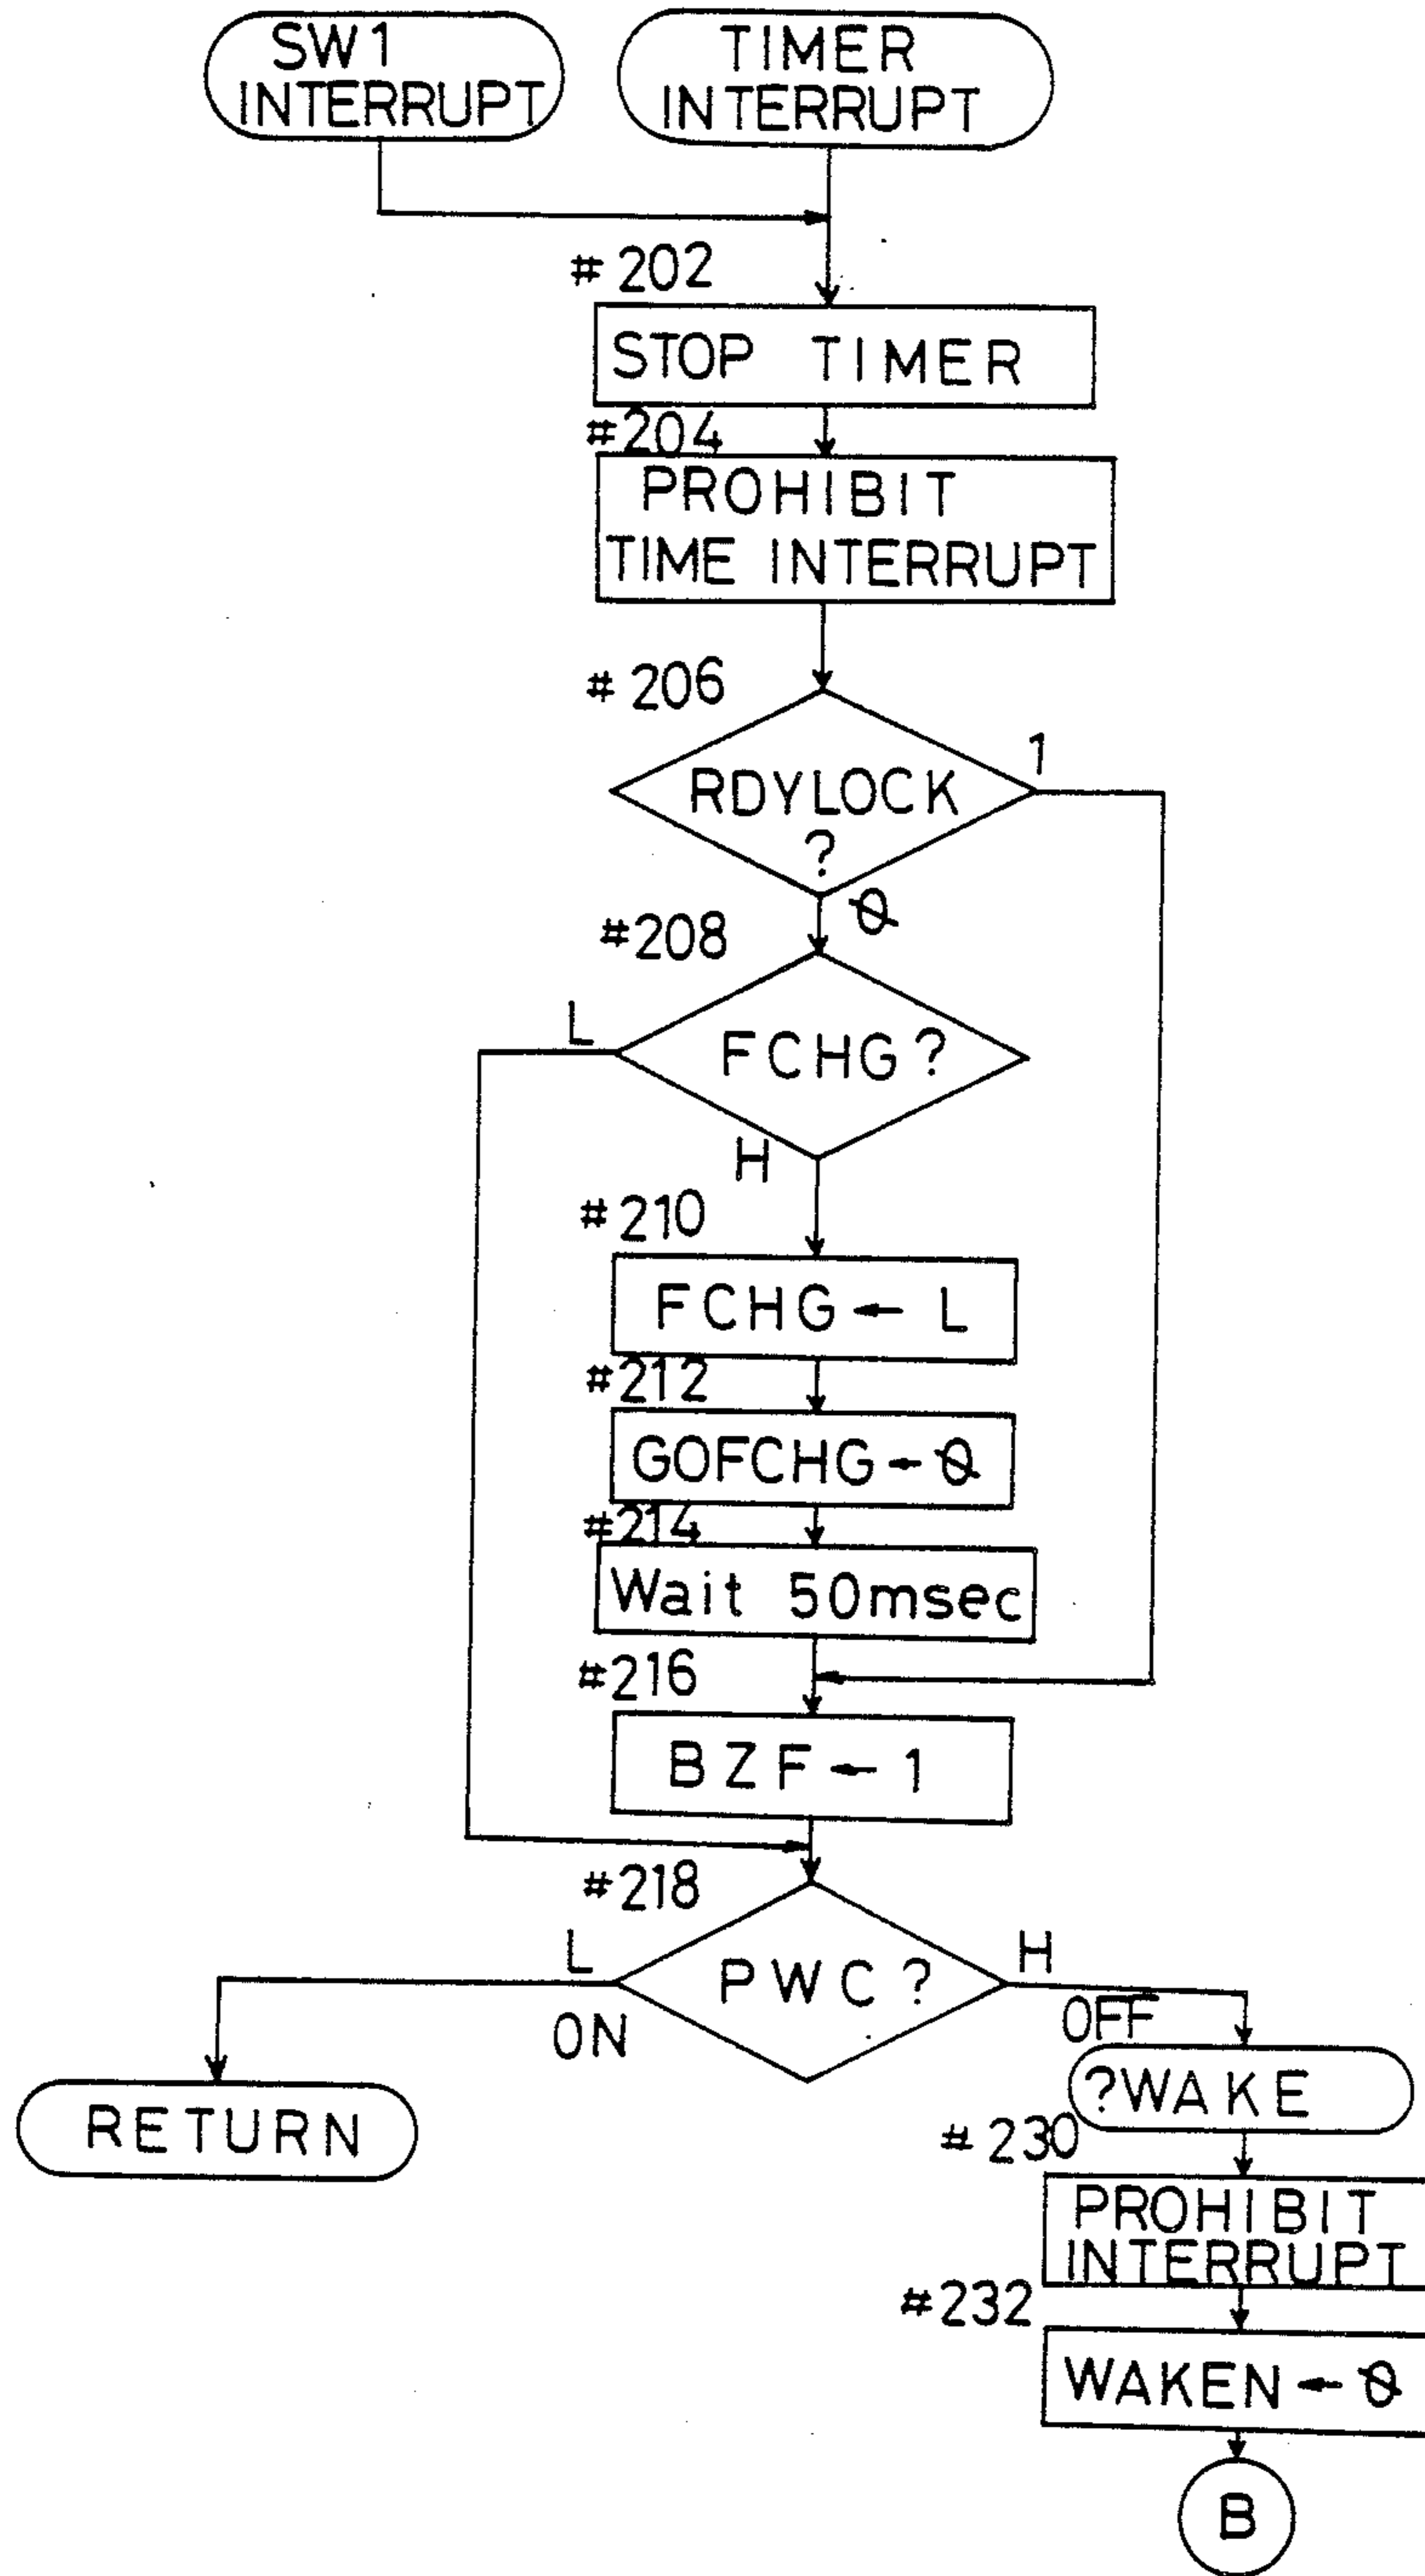 SW1
INTERRUPT
TIMER
INTERRUPT
#202
STOP TIMER
#204
PROHIBIT
TIME INTERRUPT
#206
RDYLOCK
?
1
0
#208
L
FCHG?
H
#210
FCHG ← L
#212
GOFCHG ← 0
#214
Wait 50msec
#216
BZF ← 1
#218
L
PWC?
H
ON
OFF
RETURN
?WAKE
#230
PROHIBIT
INTERRUPT
#232
WAKEN ← 0
B